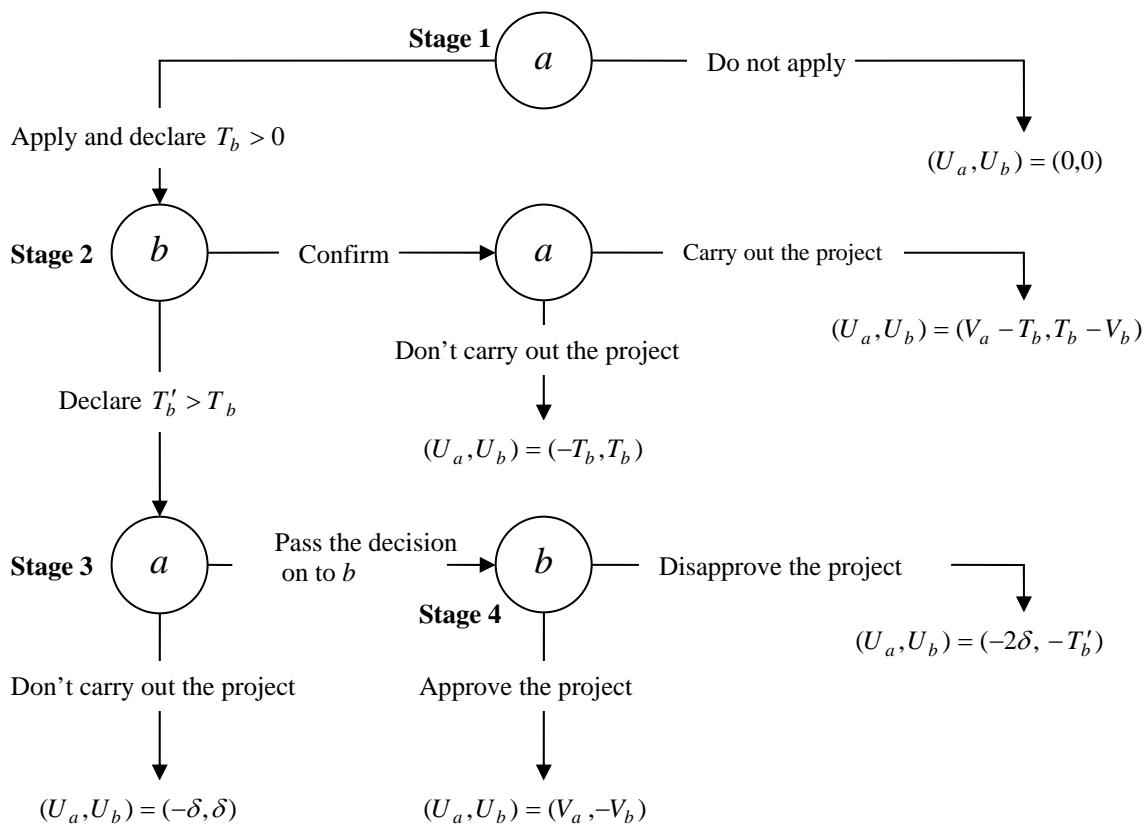 Stage 1
a
Do not apply
Apply and declare T_b > 0
(U_a, U_b) = (0,0)
Stage 2
b
Confirm
a
Carry out the project
(U_a, U_b) = (V_a − T_b, T_b − V_b)
Don't carry out the project
Declare T′_b > T_b
(U_a, U_b) = (−T_b, T_b)
Stage 3
a
Pass the decision
on to b
b
Disapprove the project
Stage 4
(U_a, U_b) = (−2δ, −T′_b)
Don't carry out the project
Approve the project
(U_a, U_b) = (−δ, δ)
(U_a, U_b) = (V_a, −V_b)